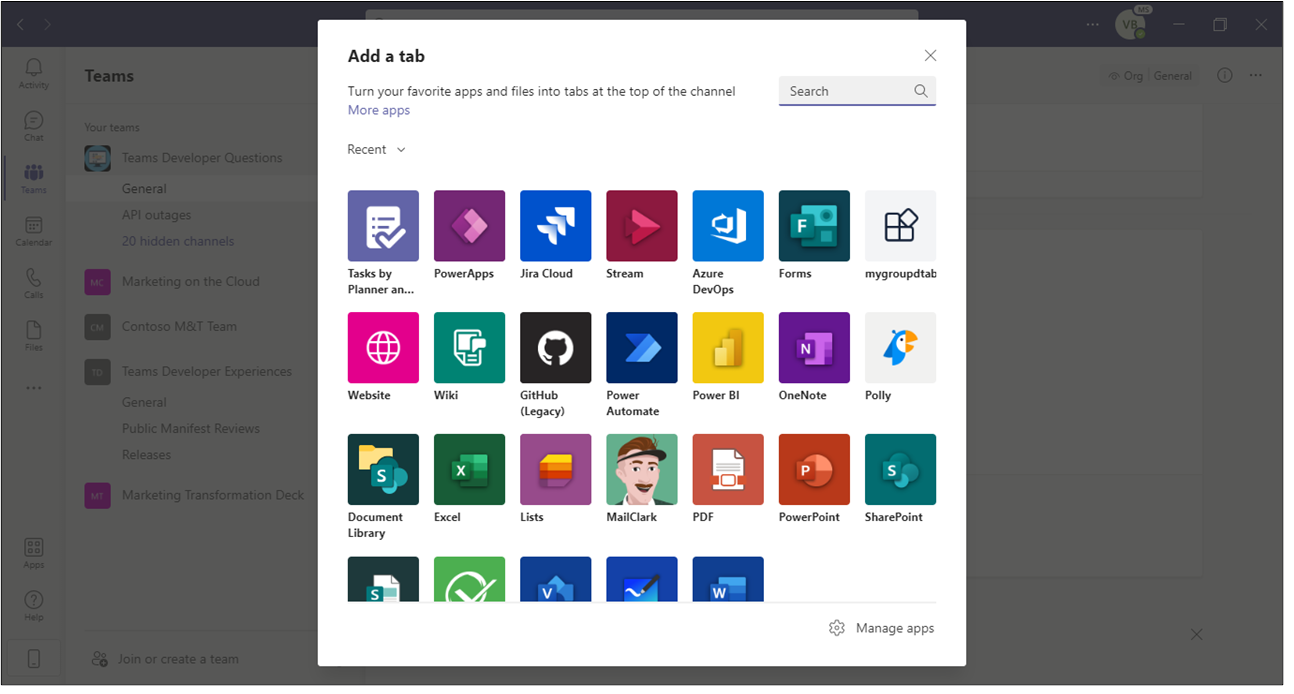 MS
VB
Activity
Chat
Teams
Calendar
Calls
Files
Apps
Help
Teams
Your teams
Teams Developer Questions
General
API outages
20 hidden channels
MC Marketing on the Cloud
CM Contoso M&T Team
TD Teams Developer Experiences
General
Public Manifest Reviews
Releases
MT Marketing Transformation Deck
Join or create a team
Org General
Add a tab
Turn your favorite apps and files into tabs at the top of the channel
More apps
Search
Recent
Tasks by
Planner an...
PowerApps
Jira Cloud
Stream
Azure
DevOps
F
Forms
mygroupdtab
Website
Wiki
GitHub
(Legacy)
Power
Automate
Power BI
N
OneNote
Polly
S
Document
Library
X
Excel
Lists
MailClark
PDF
P
PowerPoint
S
SharePoint
S
V
W
Manage apps